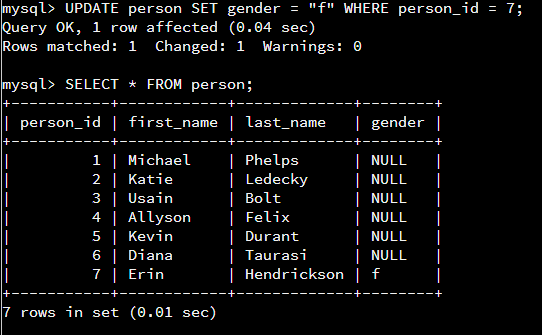 mysql> UPDATE person SET gender = "f" WHERE person_id = 7;
Query OK, 1 row affected (0.04 sec)
Rows matched: 1  Changed: 1  Warnings: 0

mysql> SELECT * FROM person;
+-----------+------------+-------------+--------+
| person_id | first_name | last_name   | gender |
+-----------+------------+-------------+--------+
|         1 | Michael    | Phelps      | NULL   |
|         2 | Katie      | Ledecky     | NULL   |
|         3 | Usain      | Bolt        | NULL   |
|         4 | Allyson    | Felix       | NULL   |
|         5 | Kevin      | Durant      | NULL   |
|         6 | Diana      | Taurasi     | NULL   |
|         7 | Erin       | Hendrickson | f      |
+-----------+------------+-------------+--------+
7 rows in set (0.01 sec)